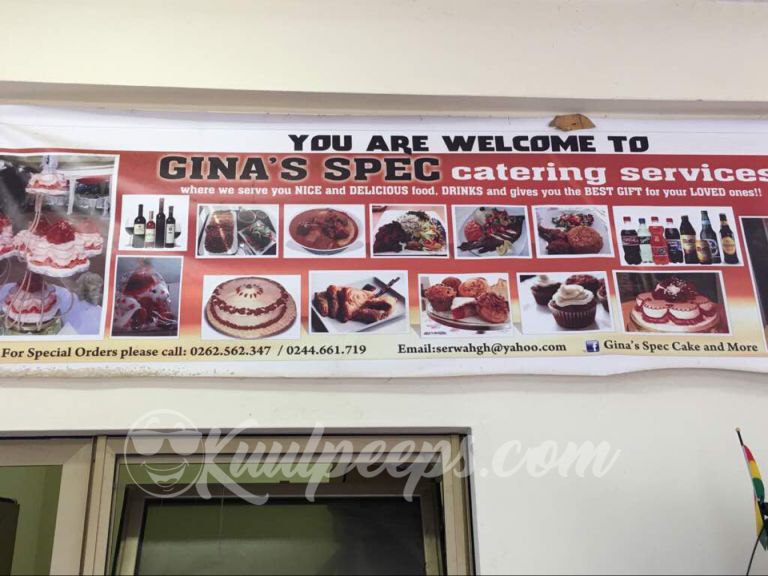 YOU ARE WELCOME TO
GINA'S SPEC catering services
where we serve you NICE and DELICIOUS food, DRINKS and gives you the BEST GIFT for your LOVED ones!!
For Special Orders please call: 0262.562.347 / 0244.661.719 Email:serwahgh@yahoo.com f Gina's Spec Cake and More
Kuulpeeps.com